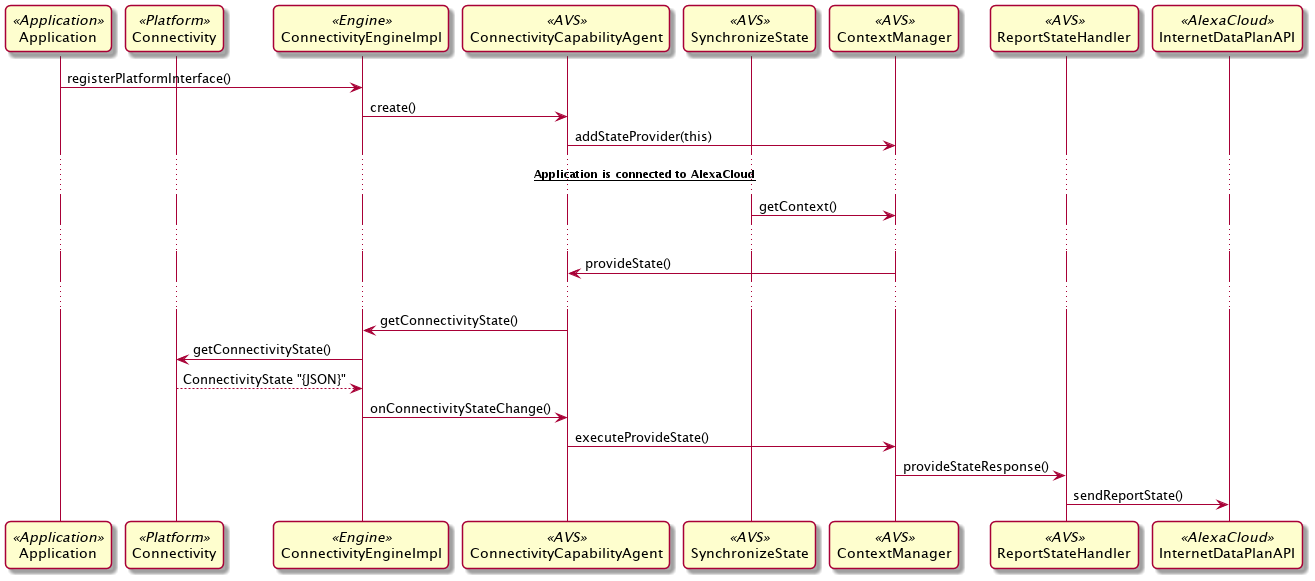 «Application» «Platform» «Engine» «AVS» «AVS» «AVS» «AVS» «AlexaCloud»
Application Connectivity ConnectivityEngineImpl ConnectivityCapabilityAgent SynchronizeState ContextManager ReportStateHandler InternetDataPlanAPI
registerPlatformInterface()
create()
addStateProvider(this)
Application is connected to AlexaCloud
getContext()
provideState()
getConnectivityState()
getConnectivityState()
ConnectivityState "{JSON}"
onConnectivityStateChange()
executeProvideState()
provideStateResponse()
sendReportState()
«Application» «Platform» «Engine» «AVS» «AVS» «AVS» «AVS» «AlexaCloud»
Application Connectivity ConnectivityEngineImpl ConnectivityCapabilityAgent SynchronizeState ContextManager ReportStateHandler InternetDataPlanAPI